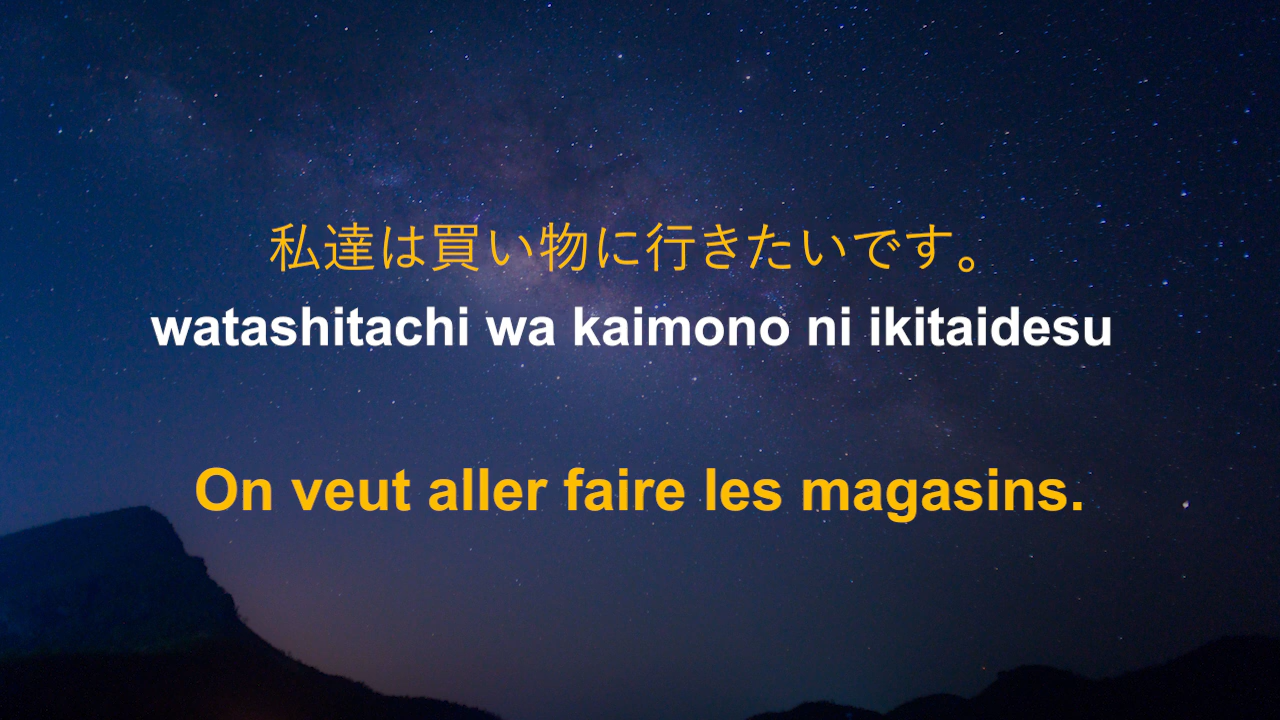 私達は買い物に行きたいです。
watashitachi wa kaimono ni ikitaidesu
On veut aller faire les magasins.